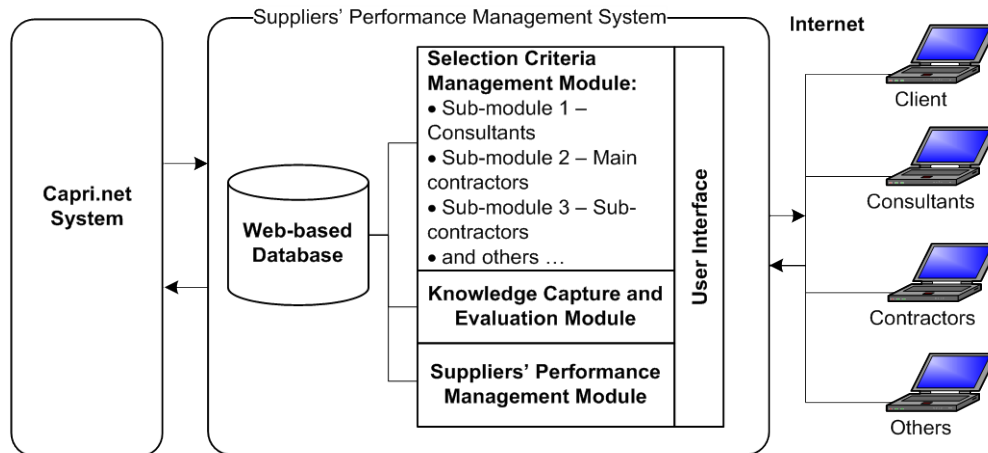 Suppliers’ Performance Management System
Capri.net
System
Web-based
Database
Selection Criteria
Management Module:
• Sub-module 1 –
Consultants
• Sub-module 2 – Main
contractors
• Sub-module 3 – Sub-
contractors
• and others …
Knowledge Capture and
Evaluation Module
Suppliers’ Performance
Management Module
User Interface
Internet
Client
Consultants
Contractors
Others